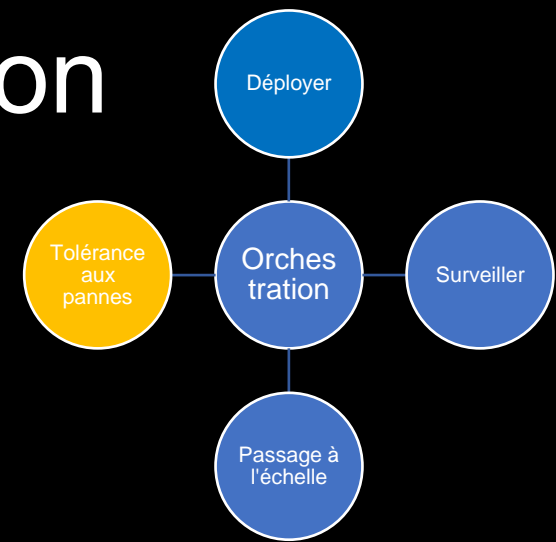 on
Déployer
Tolérance
aux
pannes
Orches
tration
Surveiller
Passage à
l'échelle